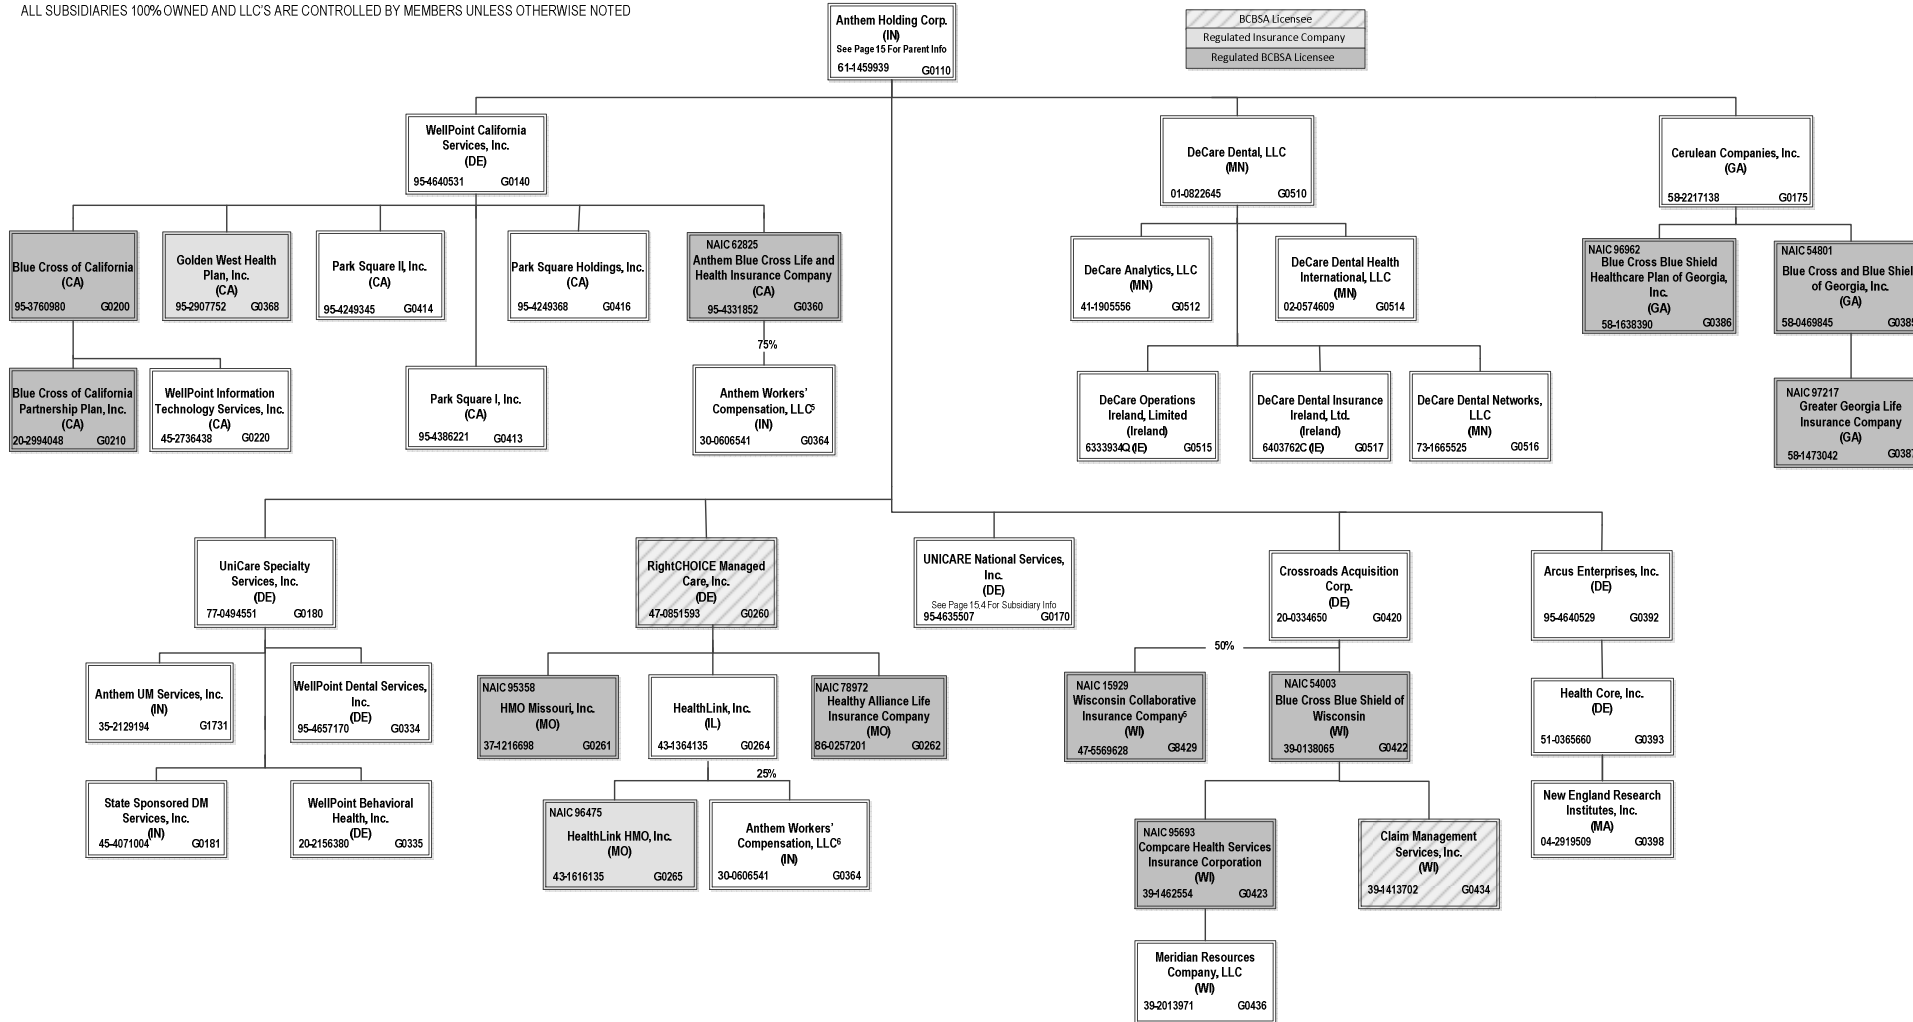 ALL SUBSIDIARIES 100% OWNED AND LLC'S ARE CONTROLLED BY MEMBERS UNLESS OTHERWISE NOTED
Anthem Holding Corp.
(IN)
See Page 15 For Parent Info
61-1459939 G0110
BCBSA Licensee
Regulated Insurance Company
Regulated BCBSA Licensee
WellPoint California
Services, Inc.
(DE)
95-4640531 G0140
DeCare Dental, LLC
(MN)
01-0822645 G0510
Cerulean Companies, Inc.
(GA)
58-2217138 G0175
Blue Cross of California
(CA)
95-3760980 G0200
Golden West Health
Plan, Inc.
(CA)
95-2907752 G0368
Park Square II, Inc.
(CA)
95-4249345 G0414
Park Square Holdings, Inc.
(CA)
95-4249368 G0416
NAIC 62825
Anthem Blue Cross Life and
Health Insurance Company
(CA)
95-4331852 G0360
DeCare Analytics, LLC
(MN)
41-1905556 G0512
DeCare Dental Health
International, LLC
(MN)
02-0574609 G0514
NAIC 96962
Blue Cross Blue Shield
Healthcare Plan of Georgia,
Inc.
(GA)
58-1638390 G0386
NAIC 54801
Blue Cross and Blue Shiel
of Georgia, Inc.
(GA)
58-0469845 G0385
75%
Blue Cross of California
Partnership Plan, Inc.
(CA)
20-2994048 G0210
WellPoint Information
Technology Services, Inc.
(CA)
45-2736438 G0220
Park Square I, Inc.
(CA)
95-4386221 G0413
Anthem Workers'
Compensation, LLC5
(IN)
30-0606541 G0364
DeCare Operations
Ireland, Limited
(Ireland)
6333934Q (IE) G0515
DeCare Dental Insurance
Ireland, Ltd.
(Ireland)
6403762C (IE) G0517
DeCare Dental Networks,
LLC
(MN)
73-1665525 G0516
NAIC 97217
Greater Georgia Life
Insurance Company
(GA)
58-1473042 G0387
UniCare Specialty
Services, Inc.
(DE)
77-0494551 G0180
RightCHOICE Managed
Care, Inc.
(DE)
47-0851593 G0260
UNICARE National Services,
Inc.
(DE)
See Page 15.4 For Subsidiary Info
95-4635507 G0170
Crossroads Acquisition
Corp.
(DE)
20-0334650 G0420
Arcus Enterprises, Inc.
(DE)
95-4640529 G0392
50%
Anthem UM Services, Inc.
(IN)
35-2129194 G1731
WellPoint Dental Services,
Inc.
(DE)
95-4657170 G0334
NAIC 95358
HMO Missouri, Inc.
(MO)
37-1216698 G0261
HealthLink, Inc.
(IL)
43-1364135 G0264
NAIC 78972
Healthy Alliance Life
Insurance Company
(MO)
86-0257201 G0262
NAIC 15929
Wisconsin Collaborative
Insurance Company5
(WI)
47-5569628 G8429
NAIC 54003
Blue Cross Blue Shield of
Wisconsin
(WI)
39-0138065 G0422
Health Core, Inc.
(DE)
51-0365660 G0393
25%
State Sponsored DM
Services, Inc.
(IN)
45-4071004 G0181
WellPoint Behavioral
Health, Inc.
(DE)
20-2156380 G0335
NAIC 96475
HealthLink HMO, Inc.
(MO)
43-1616135 G0265
Anthem Workers'
Compensation, LLC6
(IN)
30-0606541 G0364
NAIC 95693
Compcare Health Services
Insurance Corporation
(WI)
39-1462554 G0423
Claim Management
Services, Inc.
(WI)
39-1413702 G0434
New England Research
Institutes, Inc.
(MA)
04-2919509 G0398
Meridian Resources
Company, LLC
(WI)
39-2013971 G0436